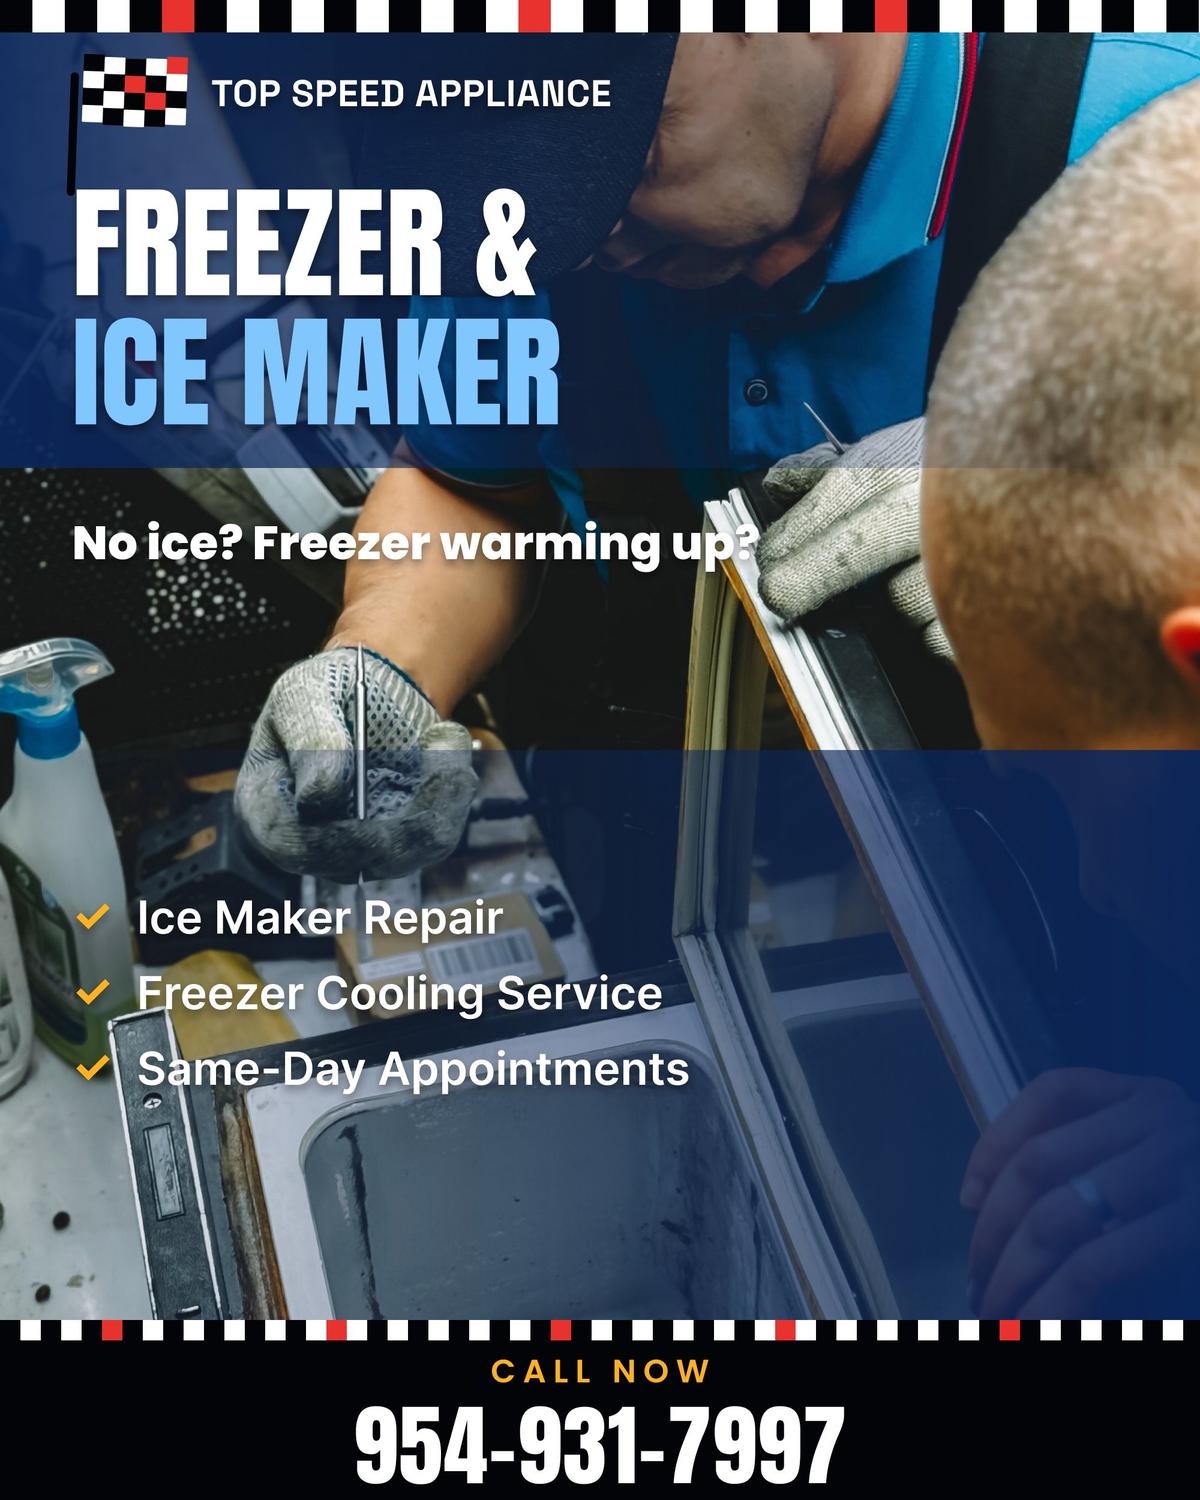 TOP SPEED APPLIANCE
FREEZER &
ICE MAKER
No ice? Freezer warming up?
Ice Maker Repair
Freezer Cooling Service
Same-Day Appointments
CALL NOW
954-931-7997